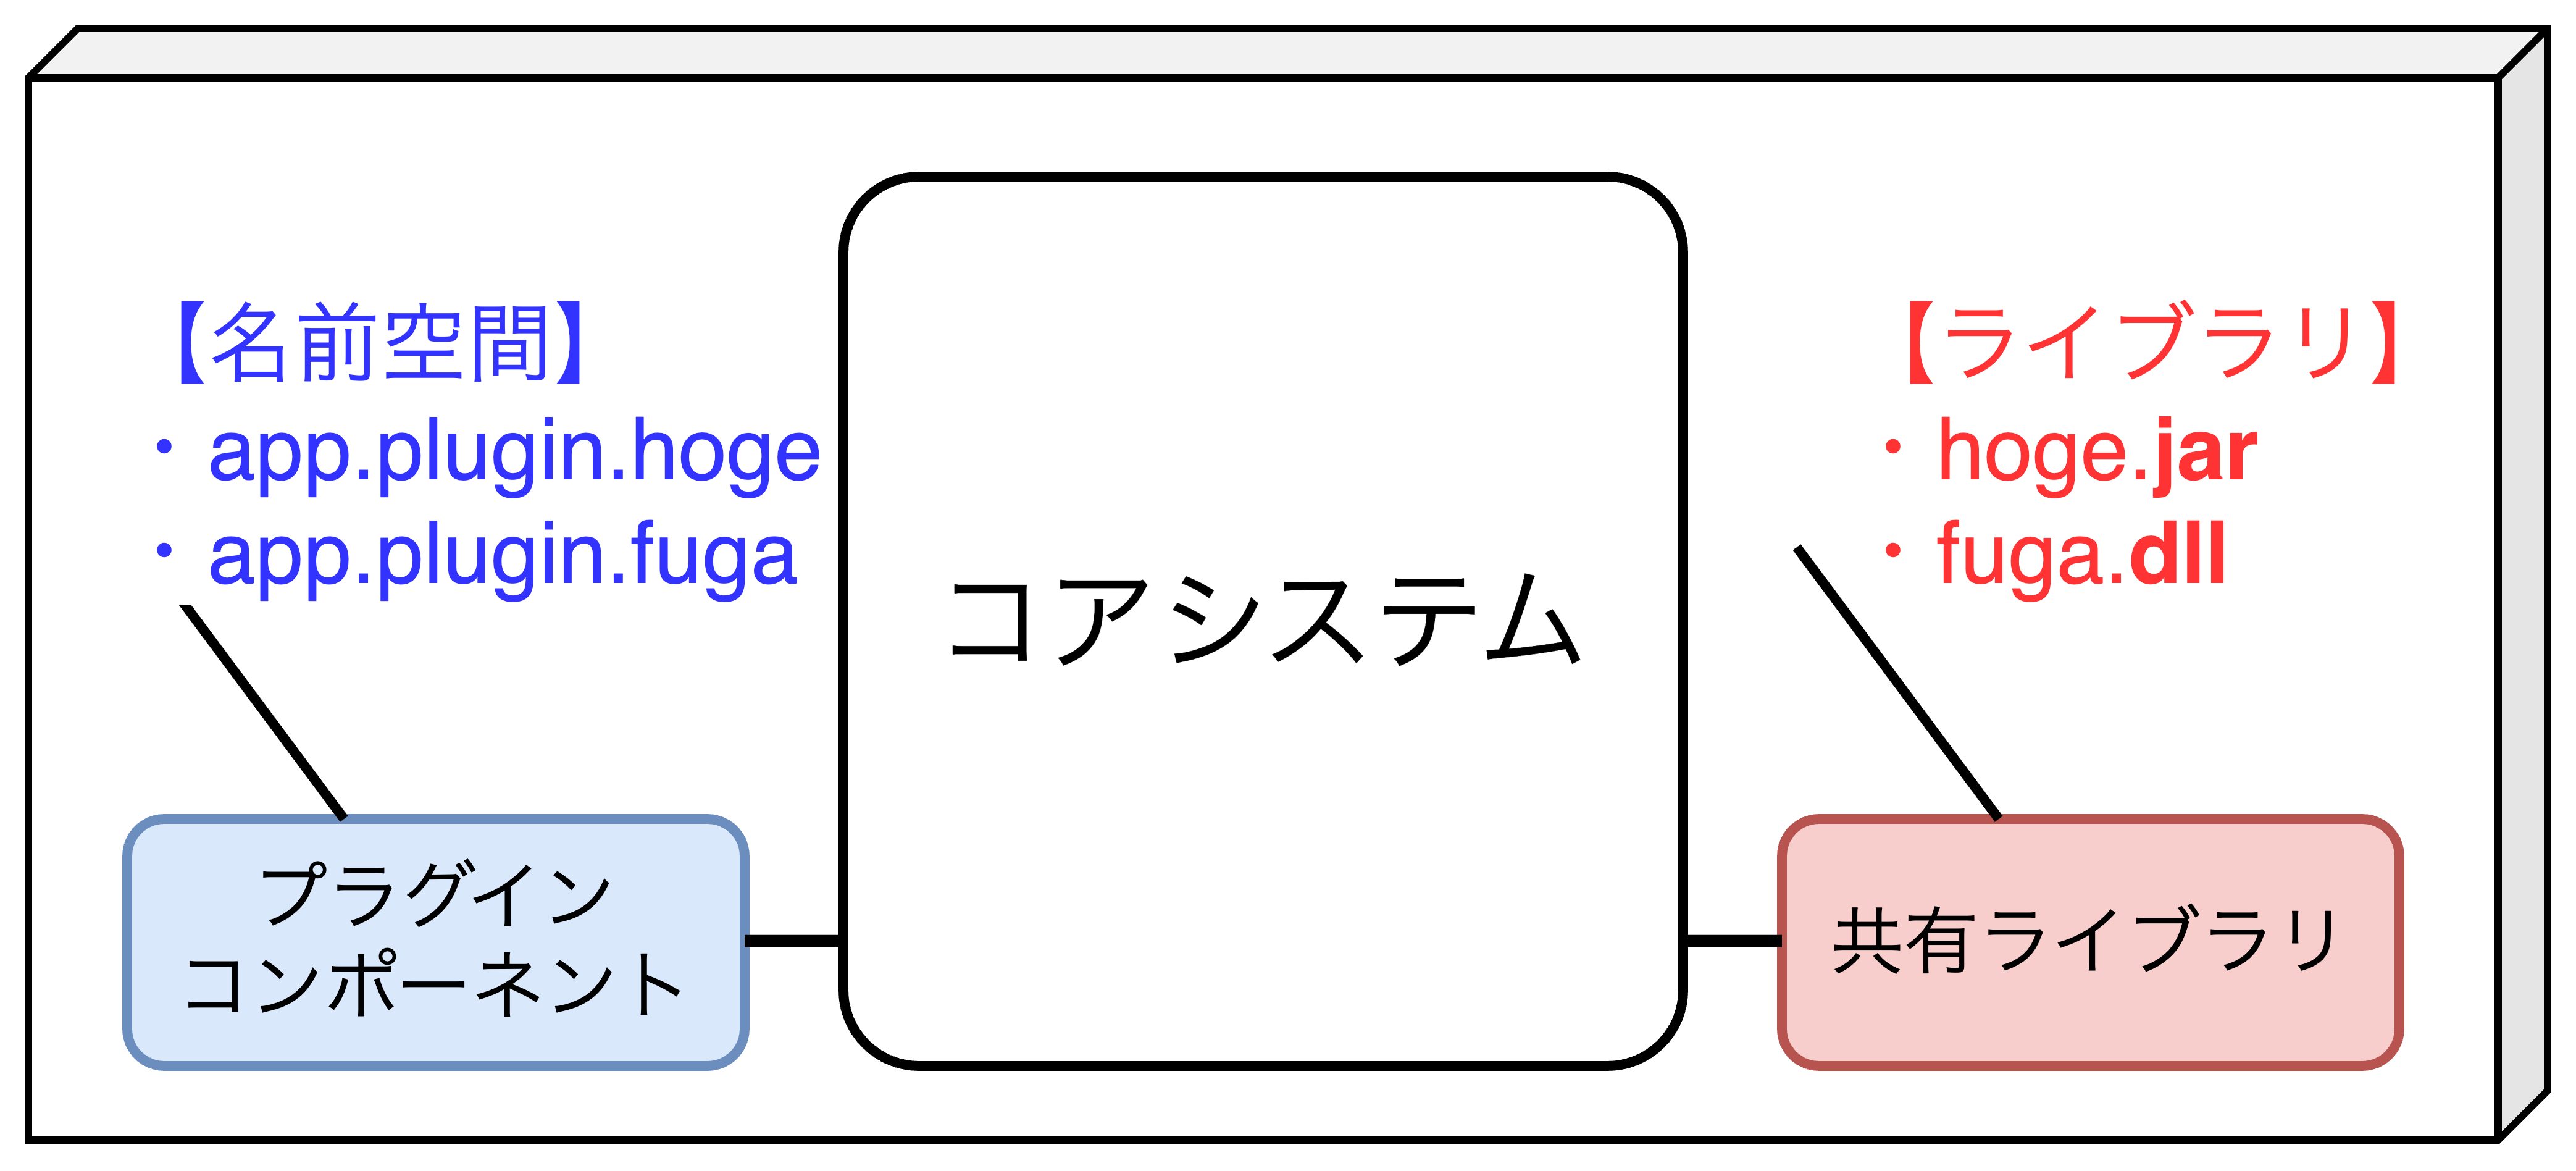 【名前空間】
・app.plugin.hoge
・app.plugin.fuga
コアシステム
【ライブラリ】
・hoge.jar
・fuga.dll
プラグイン
コンポーネント
共有ライブラリ